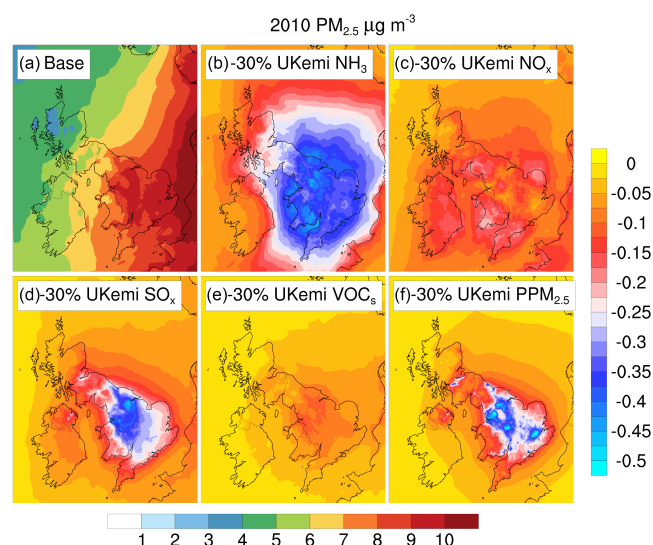 2010 PM2.5 µg m-3
(a) Base
(b)-30% UKemi NH3
(c)-30% UKemi NOx
0
-0.05
-0.1
-0.15
-0.2
-0.25
-0.3
-0.35
-0.4
-0.45
-0.5
(d)-30% UKemi SOx
(e)-30% UKemi VOCs
(f)-30% UKemi PPM2.5
1 2 3 4 5 6 7 8 9 10